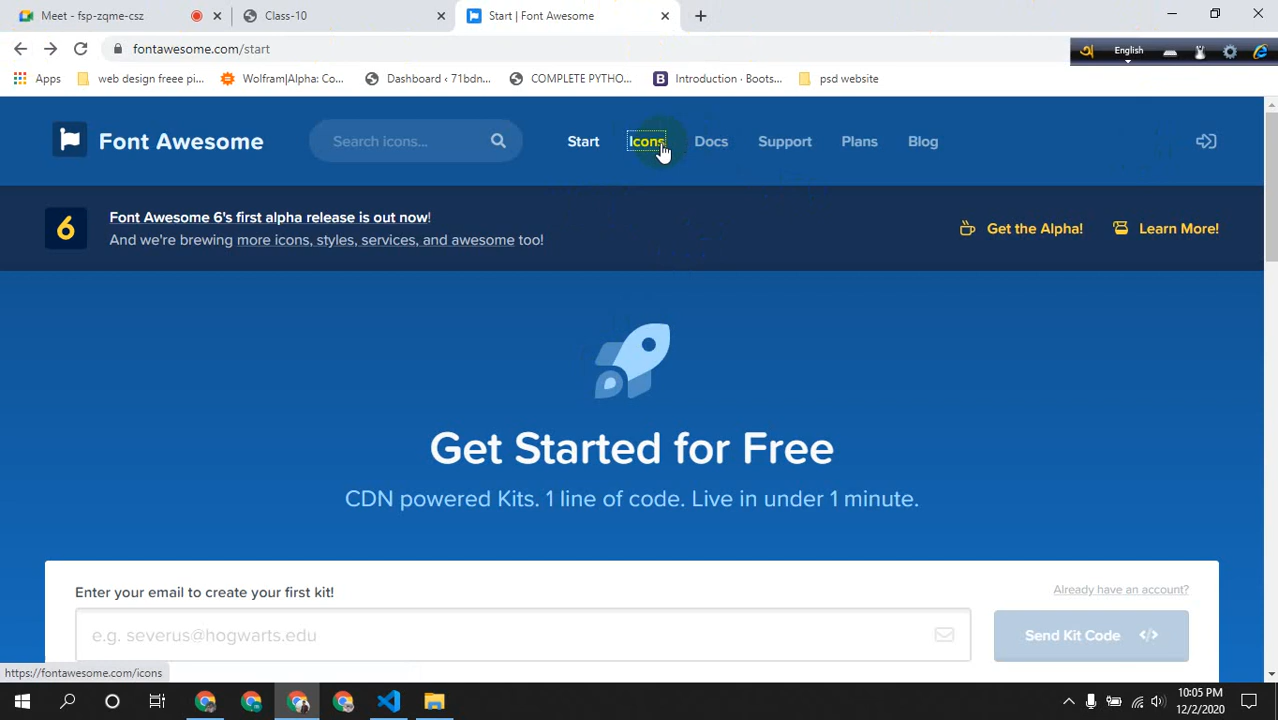 Meet - fsp-zqme-csz
Class-10
Start | Font Awesome
fontawesome.com/start
অ English
Apps
web design freee pi...
Wolfram|Alpha: Co...
Dashboard ‹ 71bdn...
COMPLETE PYTHO...
B Introduction · Boots...
psd website
Font Awesome
Search icons...
Start
Icons
Docs
Support
Plans
Blog
6
Font Awesome 6's first alpha release is out now!
And we're brewing more icons, styles, services, and awesome too!
Get the Alpha!
Learn More!
Get Started for Free
CDN powered Kits. 1 line of code. Live in under 1 minute.
Enter your email to create your first kit!
Already have an account?
e.g. severus@hogwarts.edu
Send Kit Code
https://fontawesome.com/icons
10:05 PM
12/2/2020